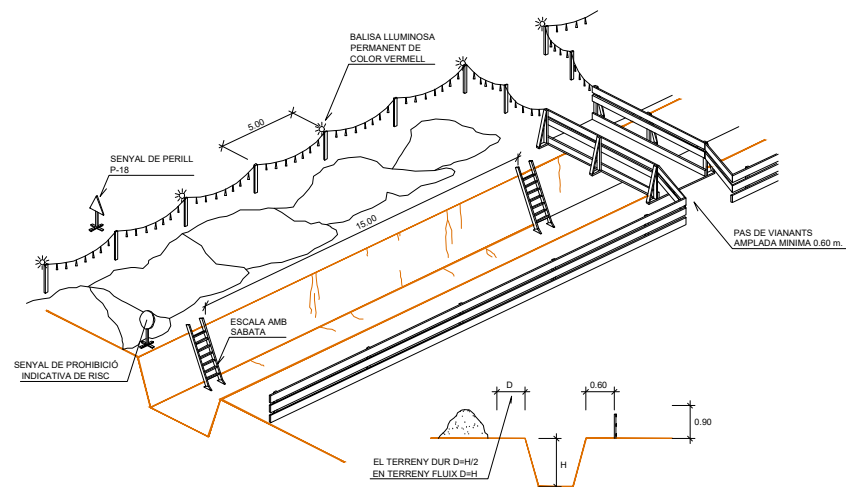 BALISA LLUMINOSA
PERMANENT DE
COLOR VERMELL
5.00
SENYAL DE PERILL
P-18
15.00
PAS DE VIANANTS
AMPLADA MINIMA 0.60 m.
ESCALA AMB
SABATA
SENYAL DE PROHIBICIÓ
INDICATIVA DE RISC
D
0.60
0.90
H
EL TERRENY DUR D=H/2
EN TERRENY FLUIX D=H